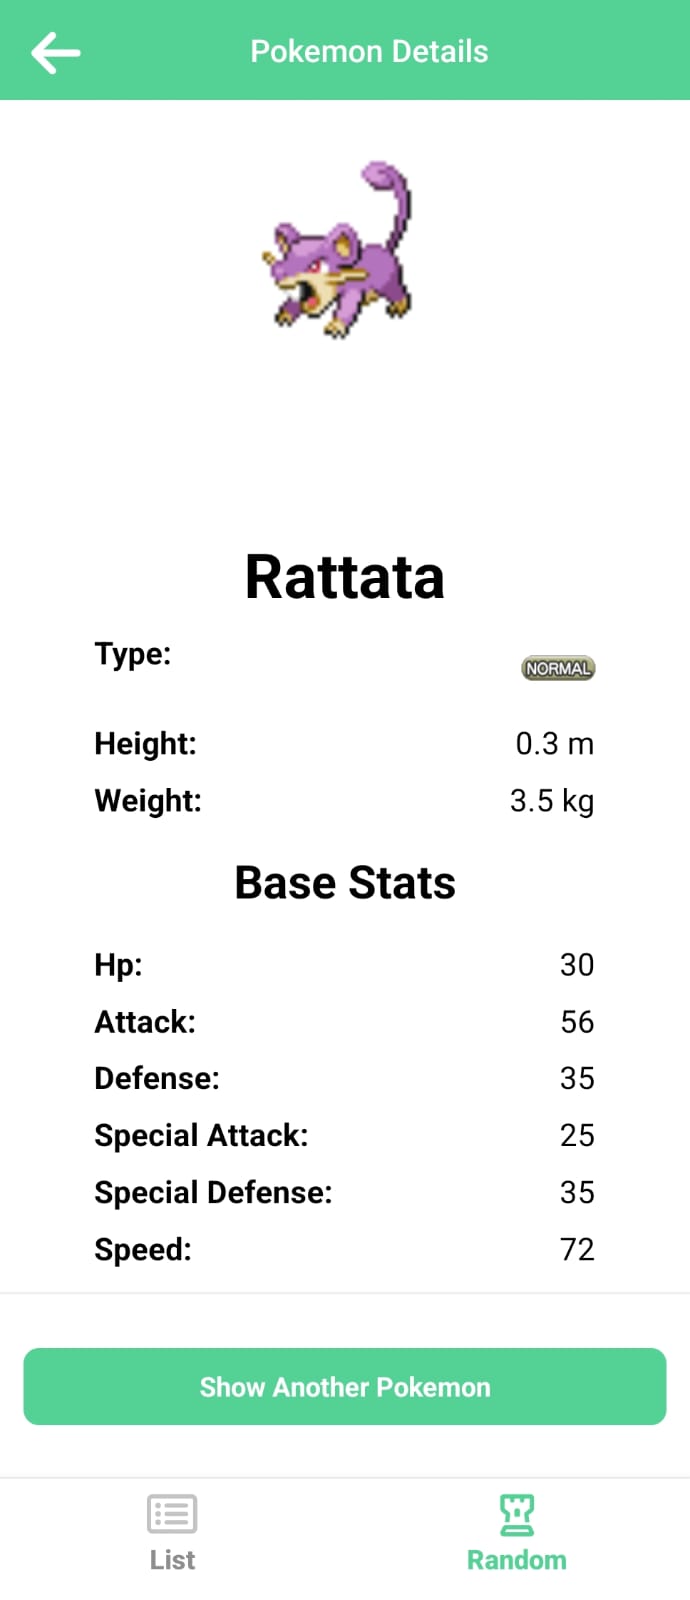 Pokemon Details
Rattata
Type: NORMAL
Height: 0.3 m
Weight: 3.5 kg
Base Stats
Hp: 30
Attack: 56
Defense: 35
Special Attack: 25
Special Defense: 35
Speed: 72
Show Another Pokemon
List Random